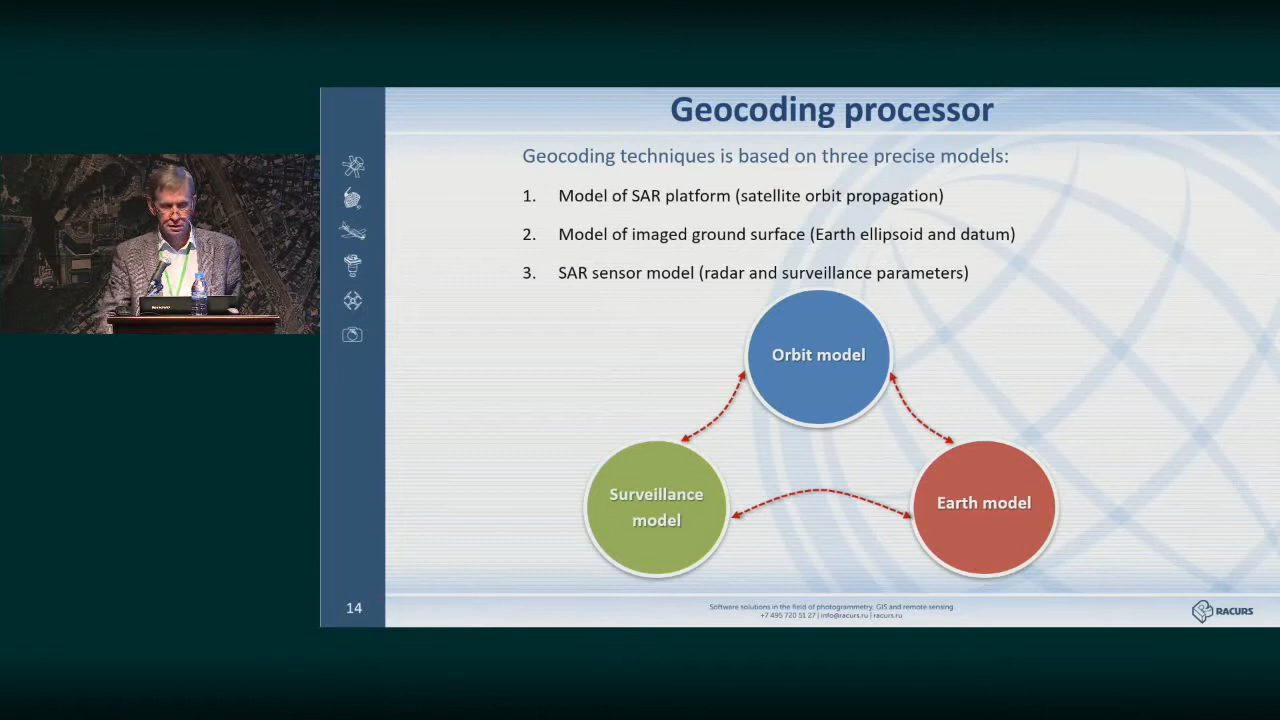 Geocoding processor
Geocoding techniques is based on three precise models:
1. Model of SAR platform (satellite orbit propagation)
2. Model of imaged ground surface (Earth ellipsoid and datum)
3. SAR sensor model (radar and surveillance parameters)
Orbit model
Surveillance
model
Earth model
lenovo
14
Software solutions in the field of photogrammetry, GIS and remote sensing
+7 495 720 51 27 | info@racurs.ru | racurs.ru
RACURS